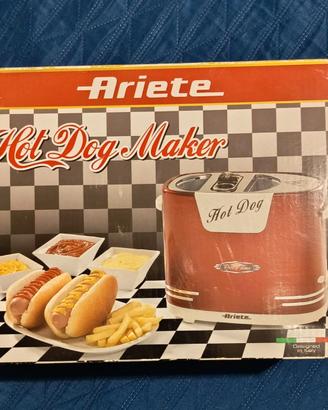 Ariete
Hot Dog Maker
Hot Dog
Ariete
Designed
in Italy